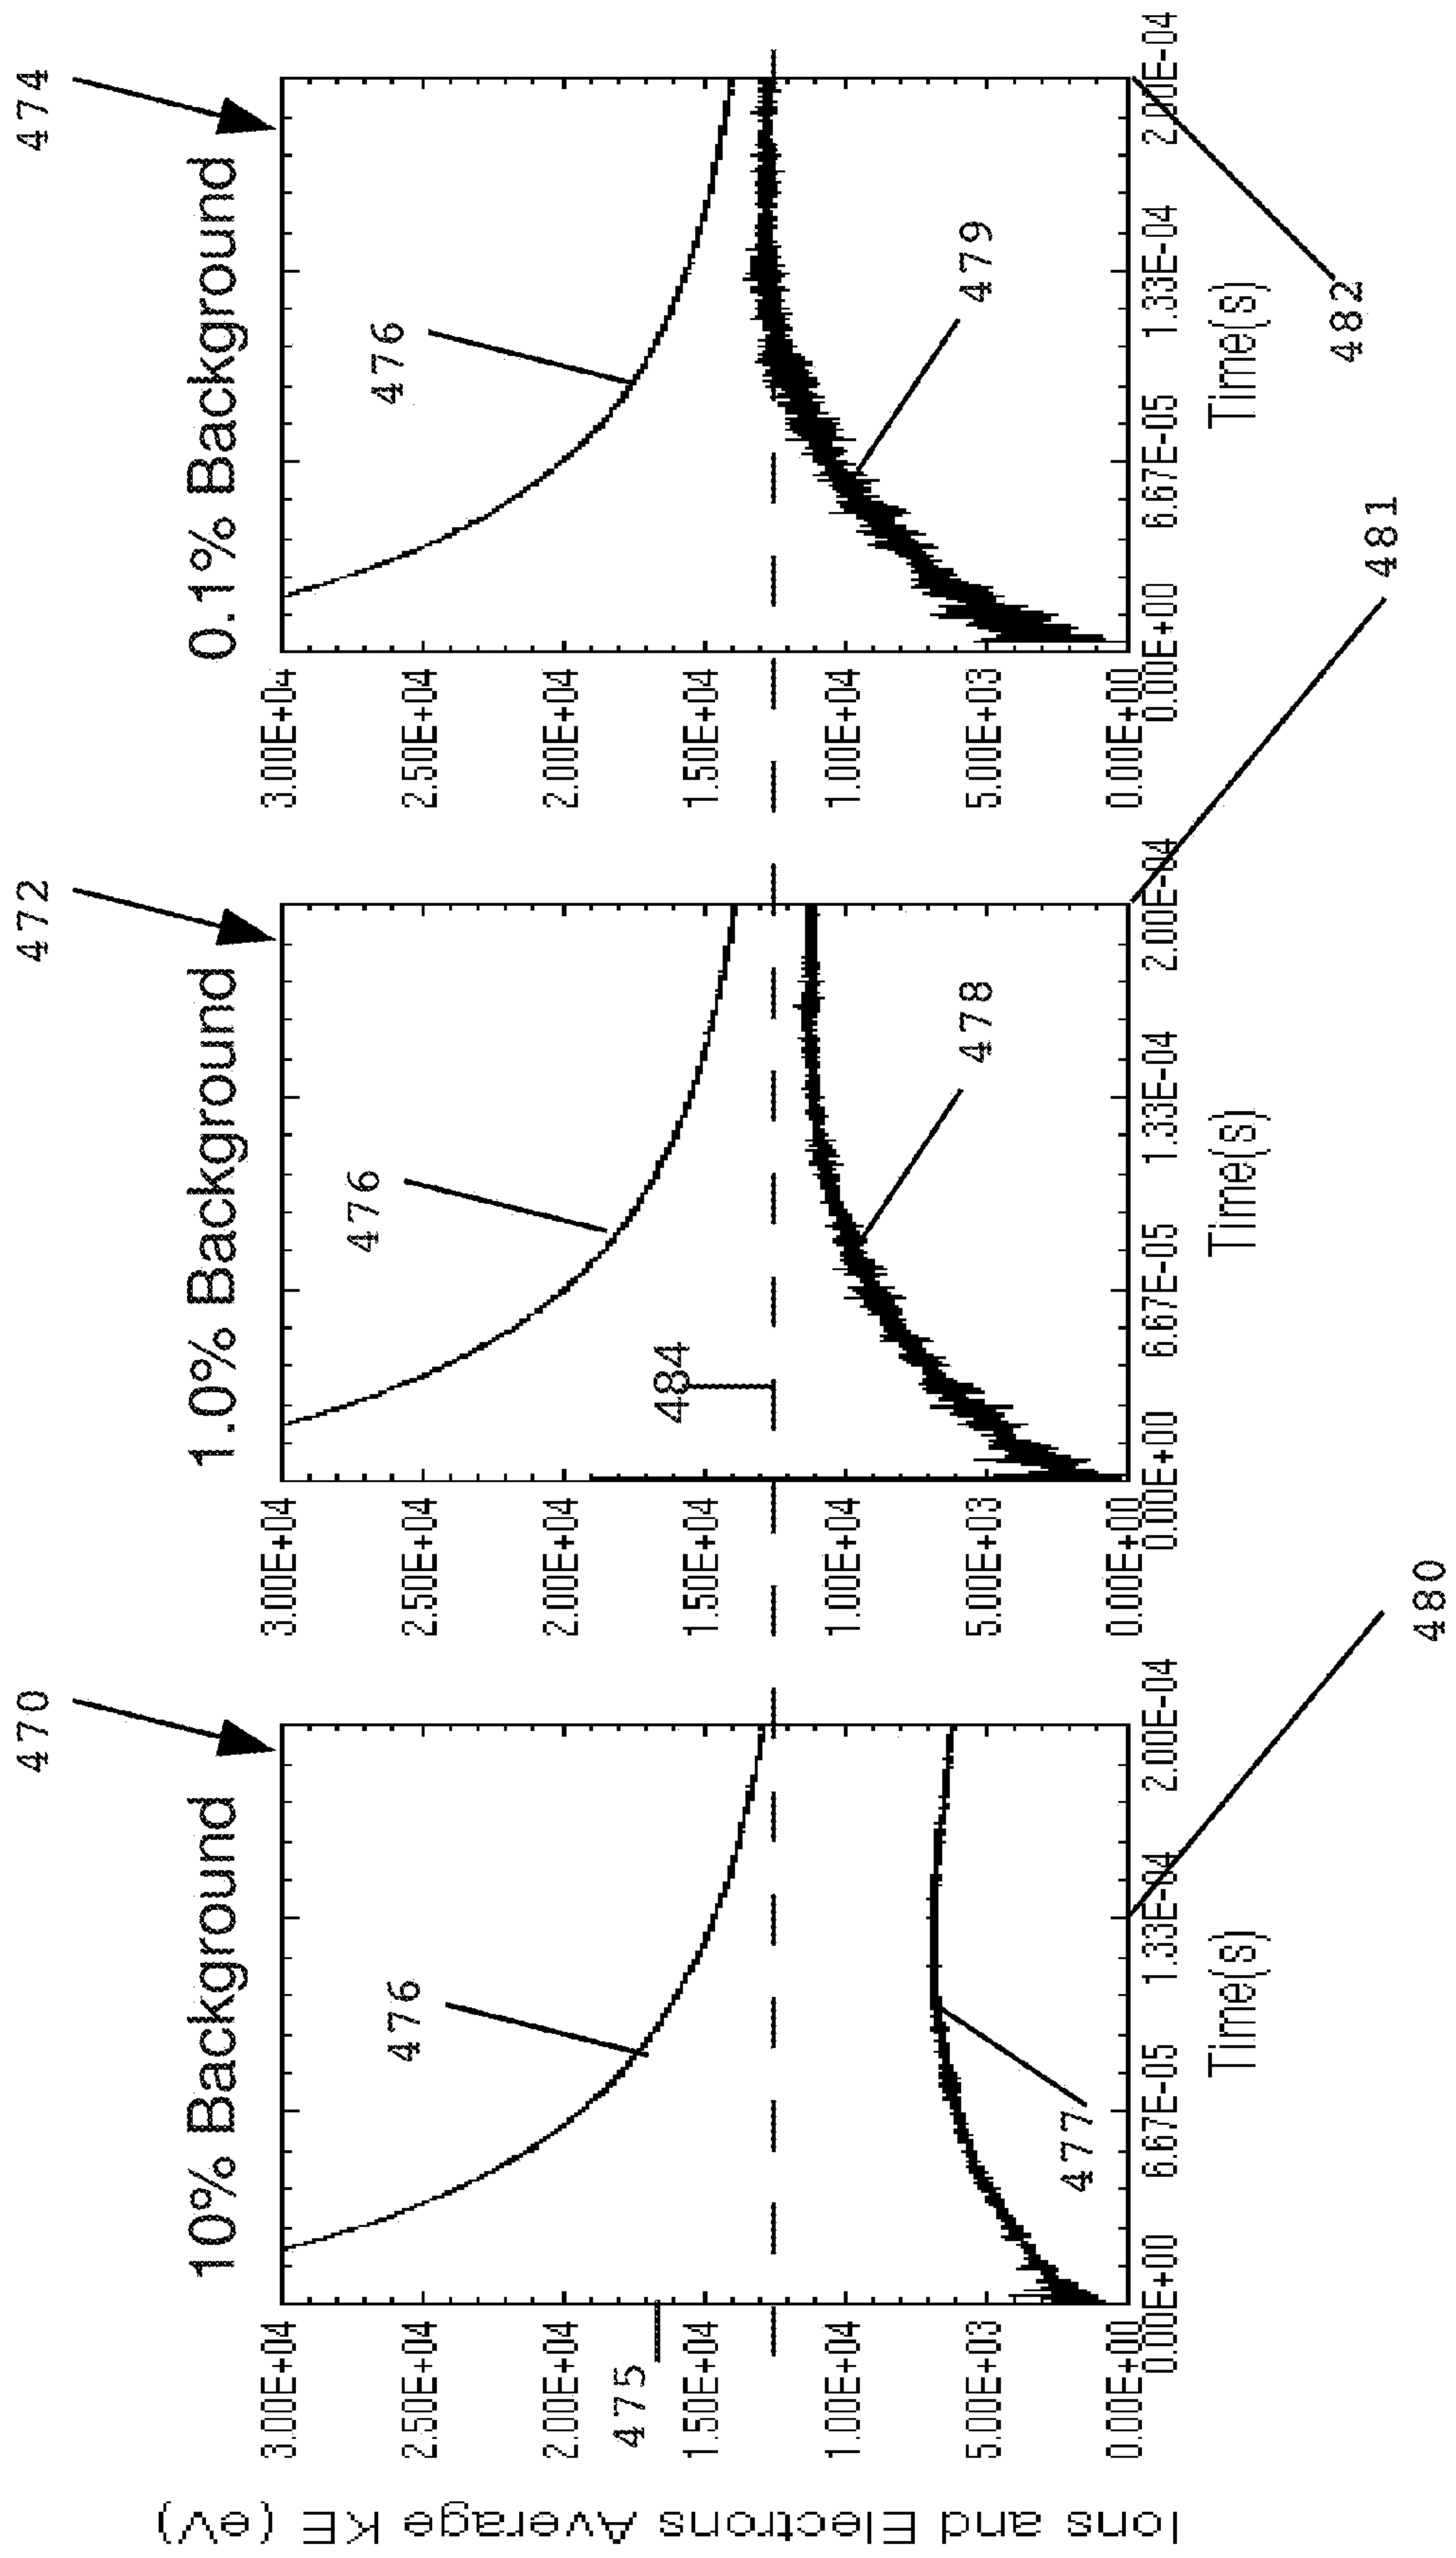 470
472
474
10% Background
1.0% Background
0.1% Background
Ions and Electrons Average KE (eV)
3.00E+04
2.50E+04
2.00E+04
1.50E+04
1.00E+04
5.00E+03
0.00E+00
475
476
477
0.00E+00
6.67E-05
1.33E-04
2.00E-04
Time(s)
480
3.00E+04
2.50E+04
2.00E+04
1.50E+04
1.00E+04
5.00E+03
0.00E+00
476
484
478
0.00E+00
6.67E-05
1.33E-04
2.00E-04
Time(s)
481
3.00E+04
2.50E+04
2.00E+04
1.50E+04
1.00E+04
5.00E+03
0.00E+00
476
479
0.00E+00
6.67E-05
1.33E-04
2.00E-04
Time(s)
482